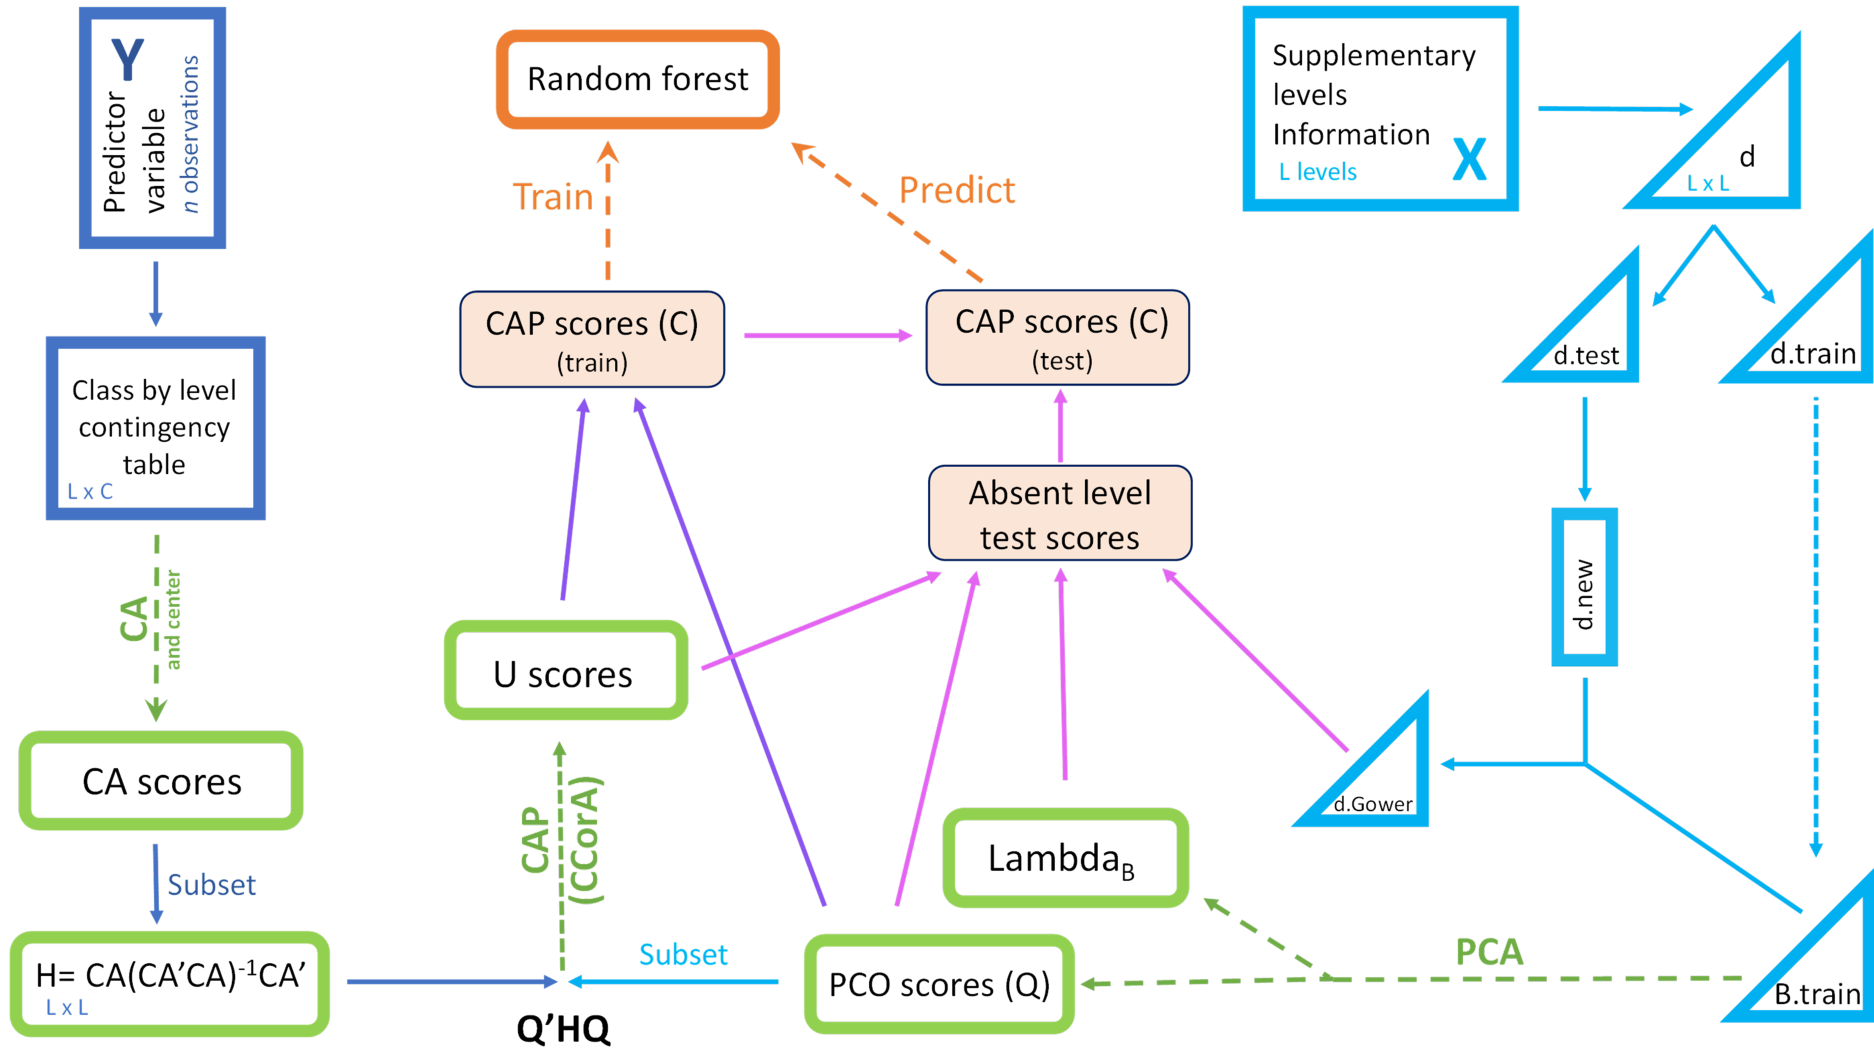 Y
Predictor
variable
n observations
Class by level
contingency
table
L x C
CA
and center
CA scores
Subset
H= CA(CA’CA)⁻¹CA’
L x L
Random forest
Train
Predict
CAP scores (C)
(train)
CAP scores (C)
(test)
Absent level
test scores
U scores
CAP
(CCorA)
Lambda_B
Subset
PCO scores (Q)
Q’HQ
PCA
Supplementary
levels
Information
X
L levels
d
L x L
d.test
d.train
d.new
d.Gower
B.train